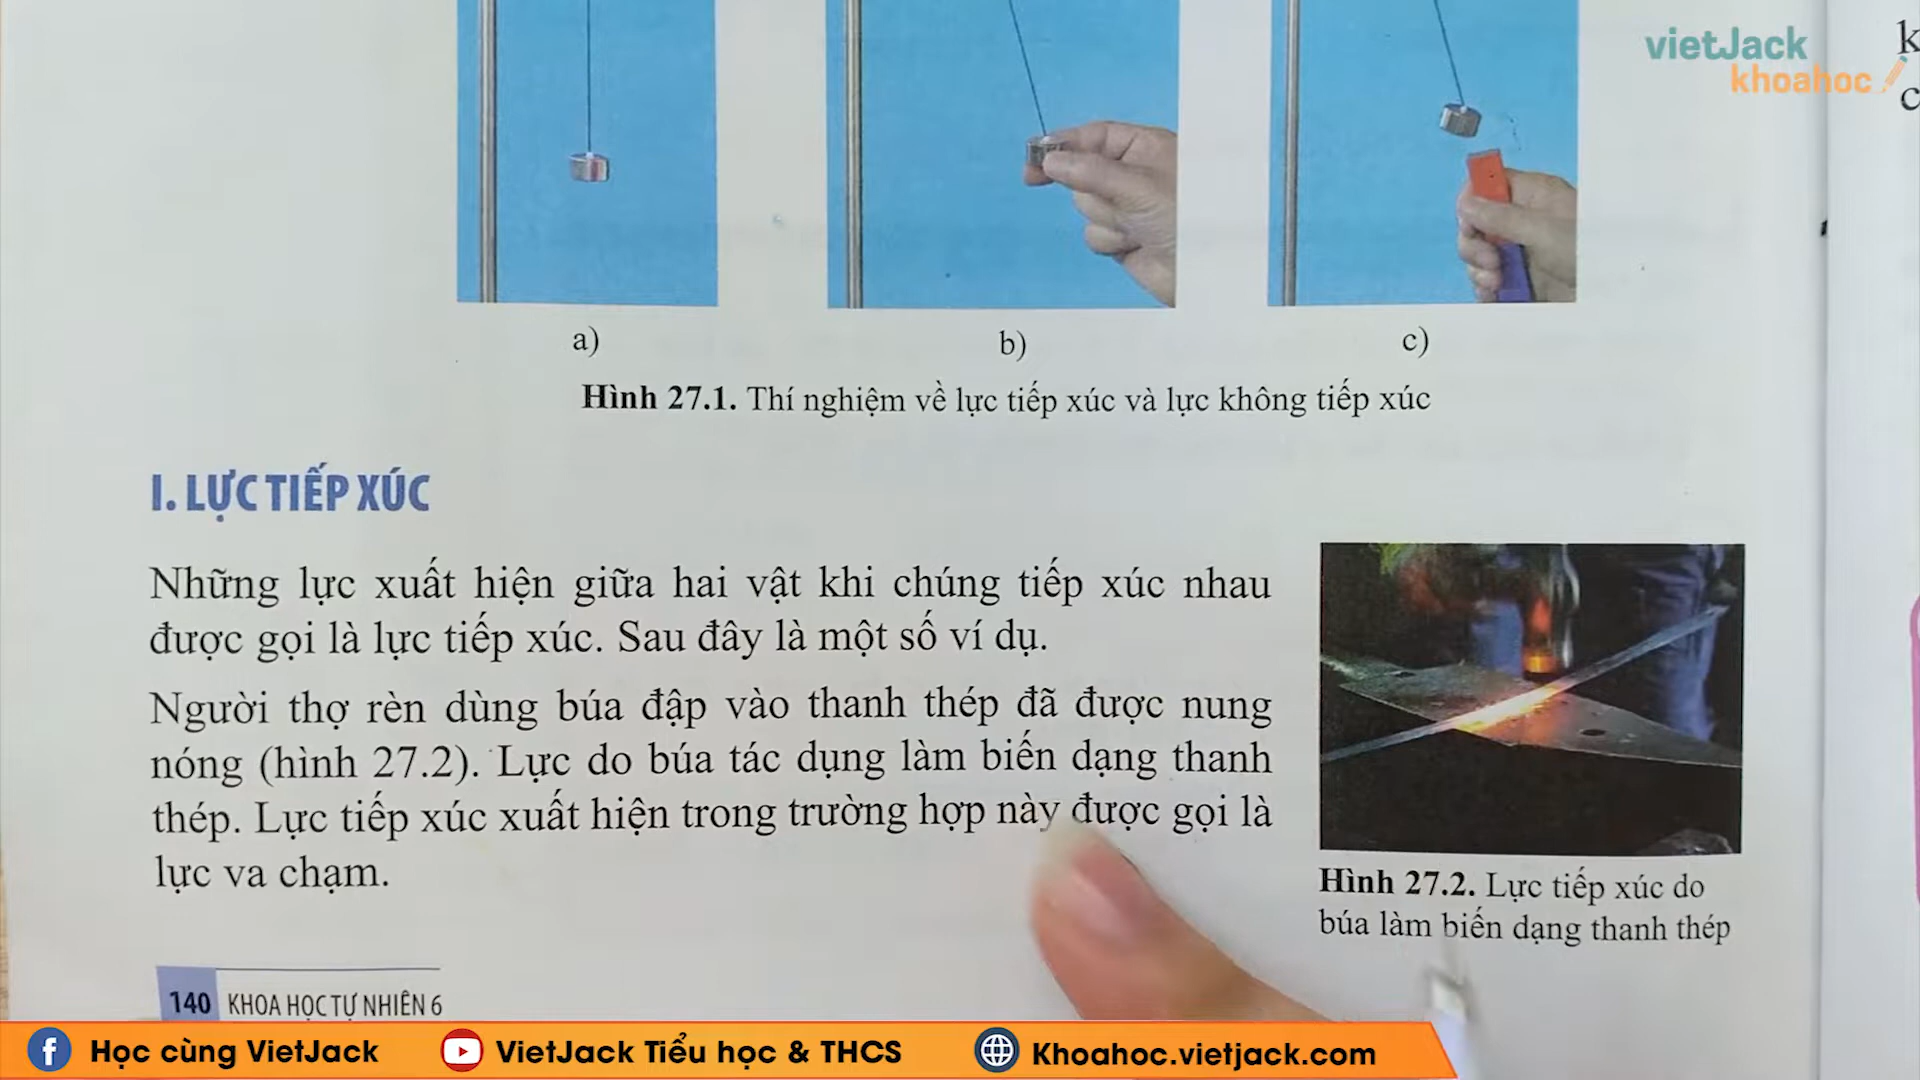 vietJack
khoahoc
a)
b)
c)
Hình 27.1. Thí nghiệm về lực tiếp xúc và lực không tiếp xúc
I. LỰC TIẾP XÚC
Những lực xuất hiện giữa hai vật khi chúng tiếp xúc nhau
được gọi là lực tiếp xúc. Sau đây là một số ví dụ.
Người thợ rèn dùng búa đập vào thanh thép đã được nung
nóng (hình 27.2). Lực do búa tác dụng làm biến dạng thanh
thép. Lực tiếp xúc xuất hiện trong trường hợp này được gọi là
lực va chạm.
Hình 27.2. Lực tiếp xúc do
búa làm biến dạng thanh thép
140 KHOA HỌC TỰ NHIÊN 6
Học cùng VietJack
VietJack Tiểu học & THCS
Khoahoc.vietjack.com